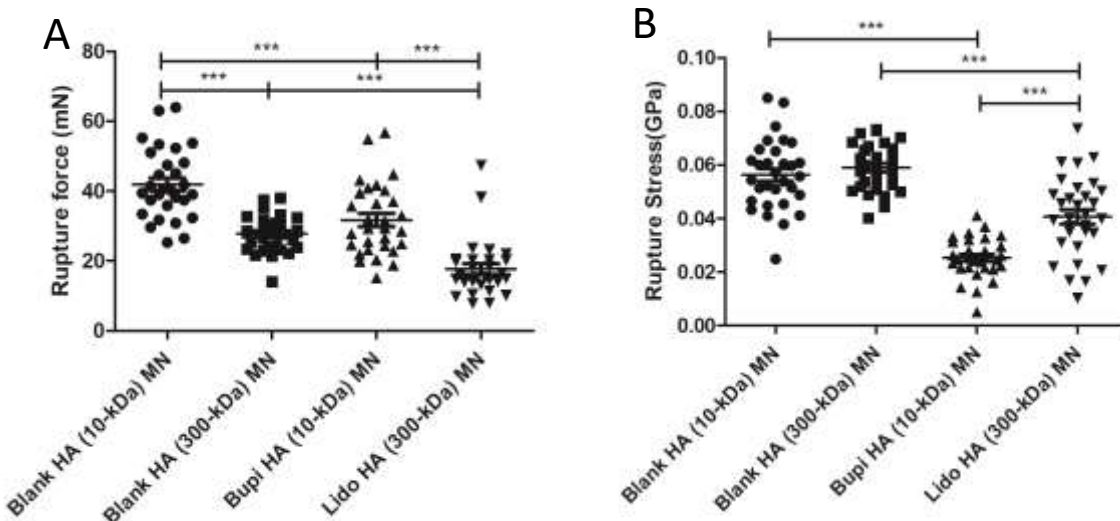 A
Rupture force (mN)
80
60
40
20
0
***
***
***
***
Blank HA (10-kDa) MN
Blank HA (300-kDa) MN
Bupi HA (10-kDa) MN
Lido HA (300-kDa) MN
B
Rupture Stress(GPa)
0.10
0.08
0.06
0.04
0.02
0.00
***
***
***
Blank HA (10-kDa) MN
Blank HA (300-kDa) MN
Bupi HA (10-kDa) MN
Lido HA (300-kDa) MN